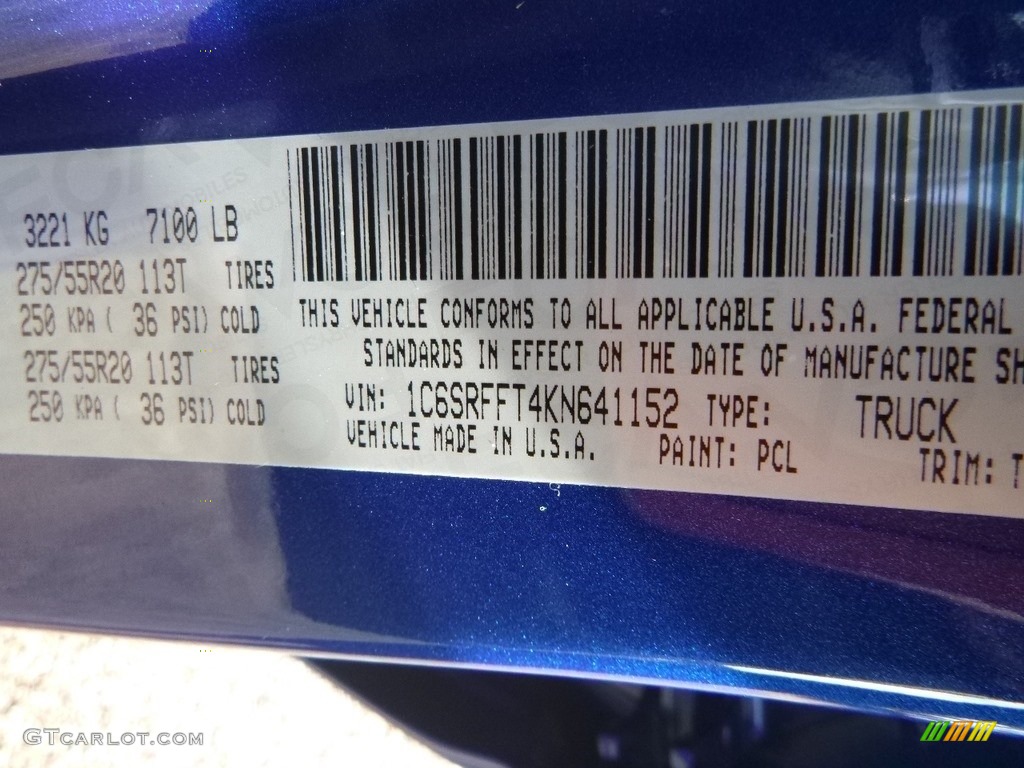 3221 KG 7100 LB
275/55R20 113T TIRES
250 KPA ( 36 PSI) COLD
275/55R20 113T TIRES
250 KPA ( 36 PSI) COLD
THIS VEHICLE CONFORMS TO ALL APPLICABLE U.S.A. FEDERAL
STANDARDS IN EFFECT ON THE DATE OF MANUFACTURE SH
VIN: 1C6SRFFT4KN641152 TYPE: TRUCK
VEHICLE MADE IN U.S.A. PAINT: PCL TRIM: T
GTCARLOT.COM